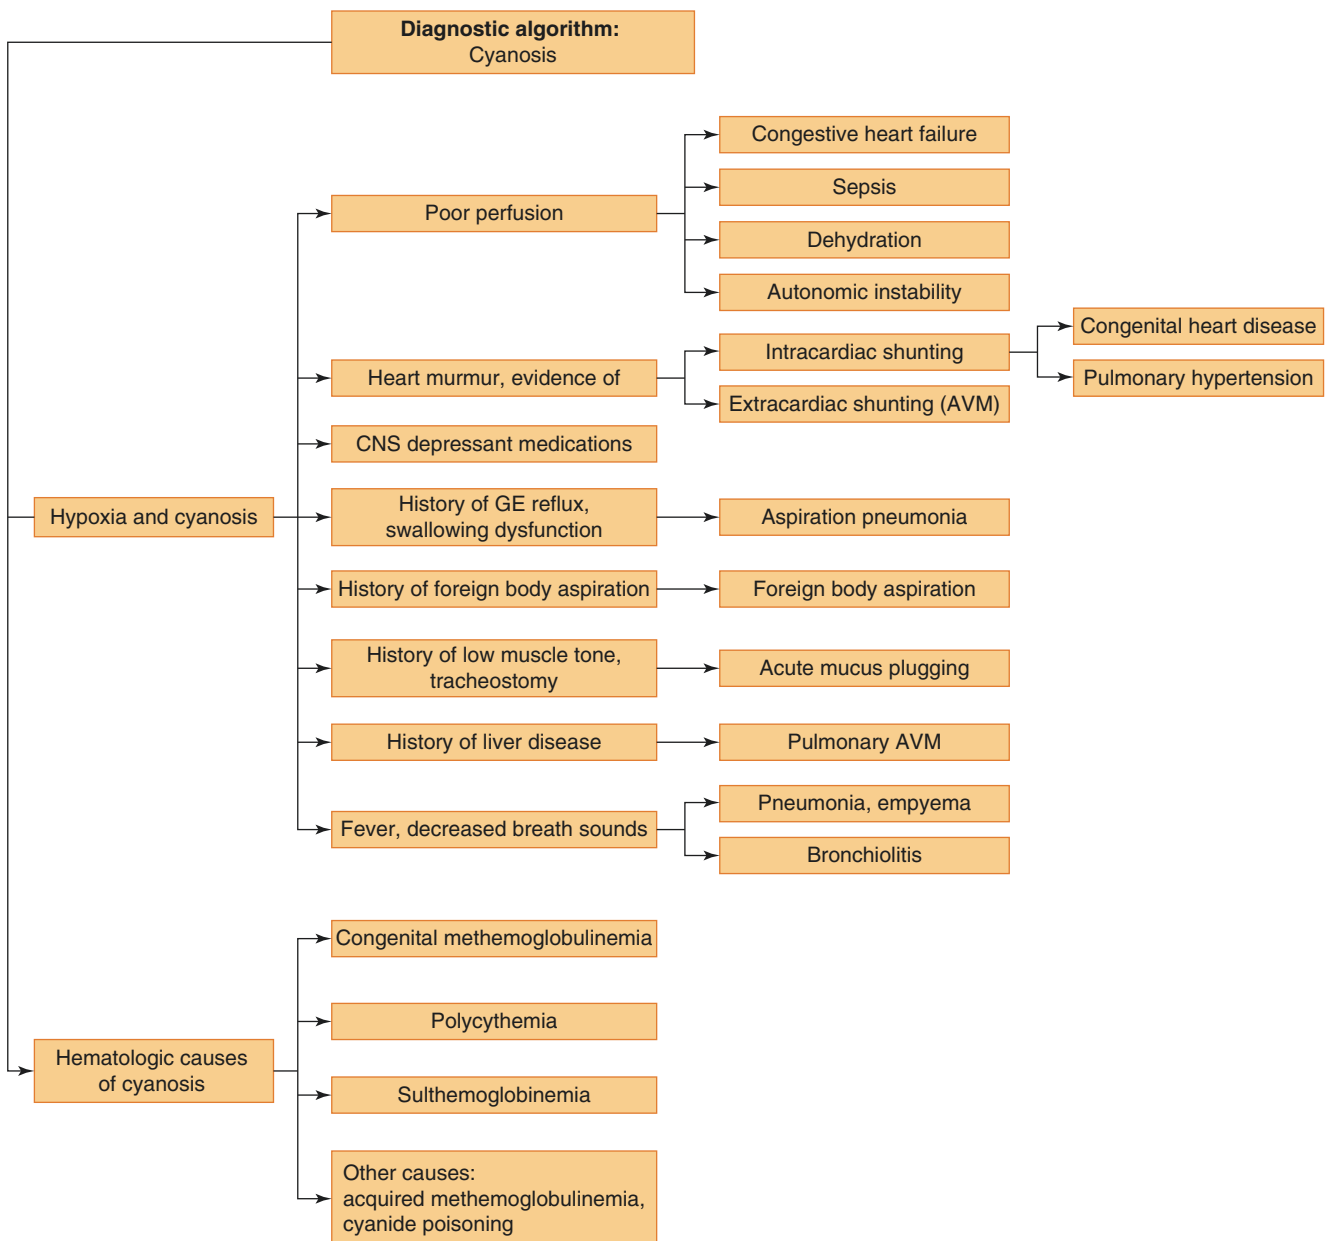 Diagnostic algorithm:
Cyanosis
Hypoxia and cyanosis
Poor perfusion
Congestive heart failure
Sepsis
Dehydration
Autonomic instability
Heart murmur, evidence of
Intracardiac shunting
Congenital heart disease
Pulmonary hypertension
Extracardiac shunting (AVM)
CNS depressant medications
History of GE reflux,
swallowing dysfunction
Aspiration pneumonia
History of foreign body aspiration
Foreign body aspiration
History of low muscle tone,
tracheostomy
Acute mucus plugging
History of liver disease
Pulmonary AVM
Fever, decreased breath sounds
Pneumonia, empyema
Bronchiolitis
Hematologic causes
of cyanosis
Congenital methemoglobulinemia
Polycythemia
Sulthemoglobinemia
Other causes:
acquired methemoglobulinemia,
cyanide poisoning